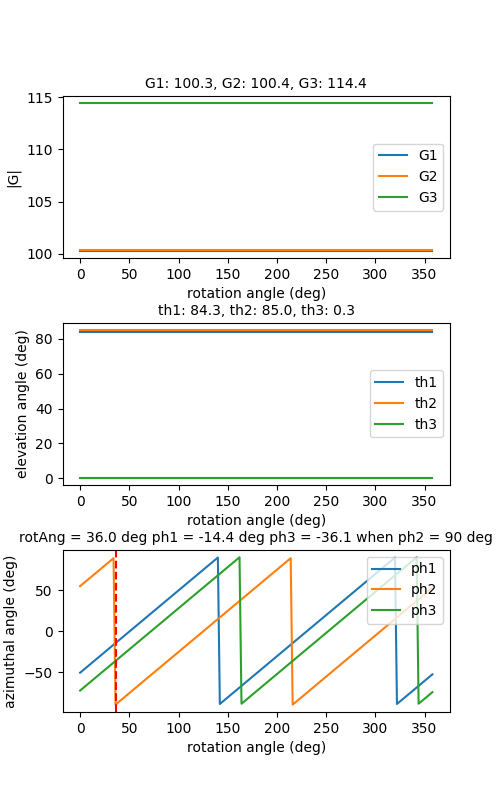 G1: 100.3, G2: 100.4, G3: 114.4
115
110
105
100
|G|
G1
G2
G3
0 50 100 150 200 250 300 350
rotation angle (deg)
th1: 84.3, th2: 85.0, th3: 0.3
80
60
40
20
0
elevation angle (deg)
th1
th2
th3
0 50 100 150 200 250 300 350
rotation angle (deg)
rotAng = 36.0 deg ph1 = -14.4 deg ph3 = -36.1 when ph2 = 90 deg
50
0
−50
azimuthal angle (deg)
ph1
ph2
ph3
0 50 100 150 200 250 300 350
rotation angle (deg)